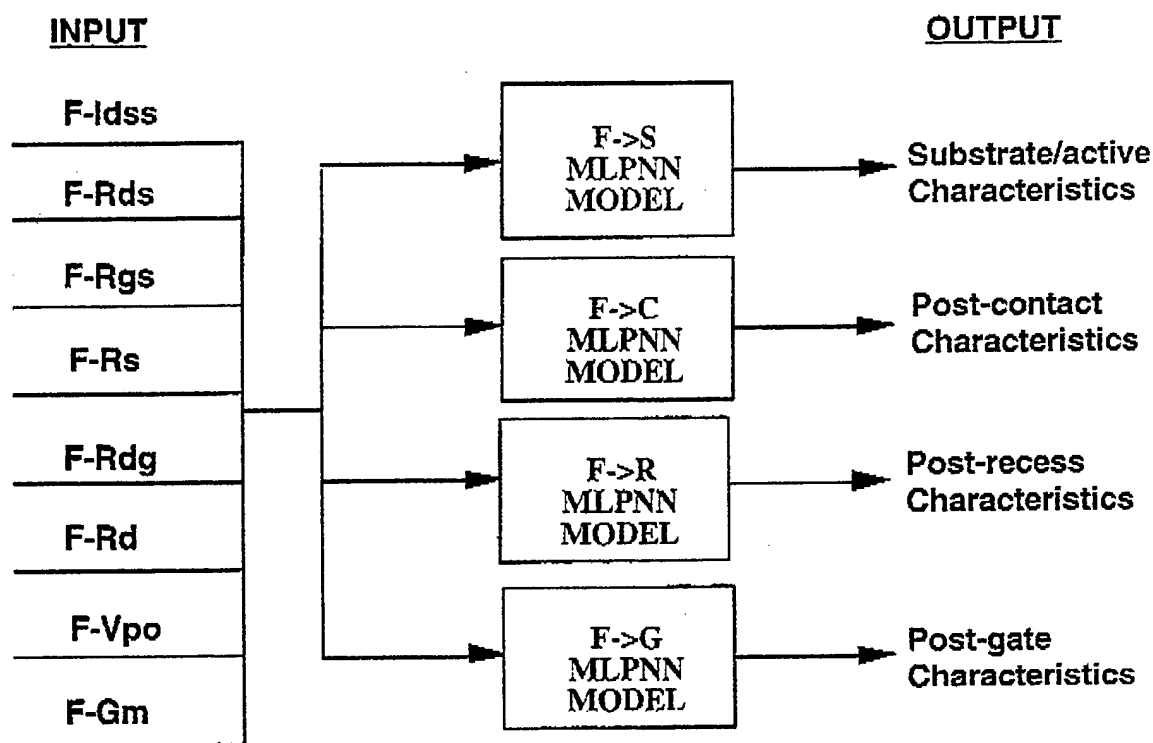 INPUT
OUTPUT
F-Idss
F-Rds
F-Rgs
F-Rs
F-Rdg
F-Rd
F-Vpo
F-Gm
F->S
MLPNN
MODEL
F->C
MLPNN
MODEL
F->R
MLPNN
MODEL
F->G
MLPNN
MODEL
Substrate/active
Characteristics
Post-contact
Characteristics
Post-recess
Characteristics
Post-gate
Characteristics